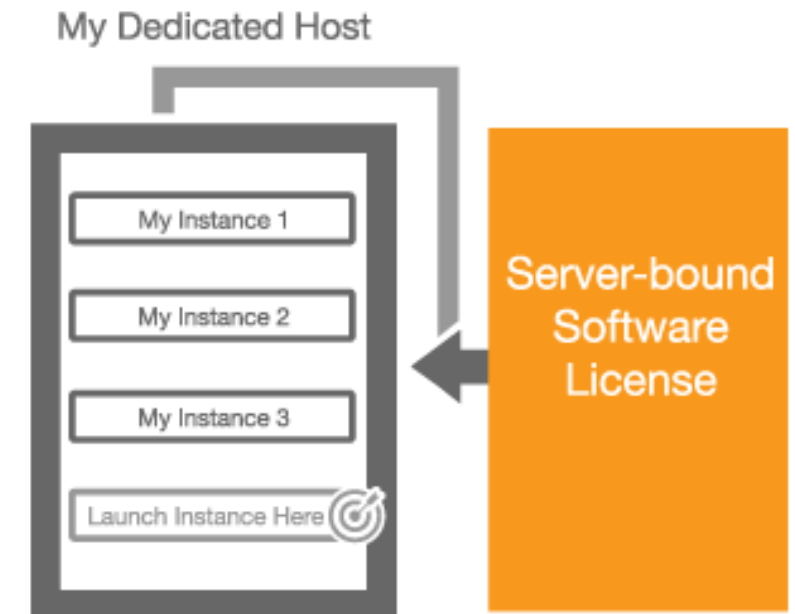 My Dedicated Host
My Instance 1
My Instance 2
My Instance 3
Launch Instance Here
Server-bound
Software
License